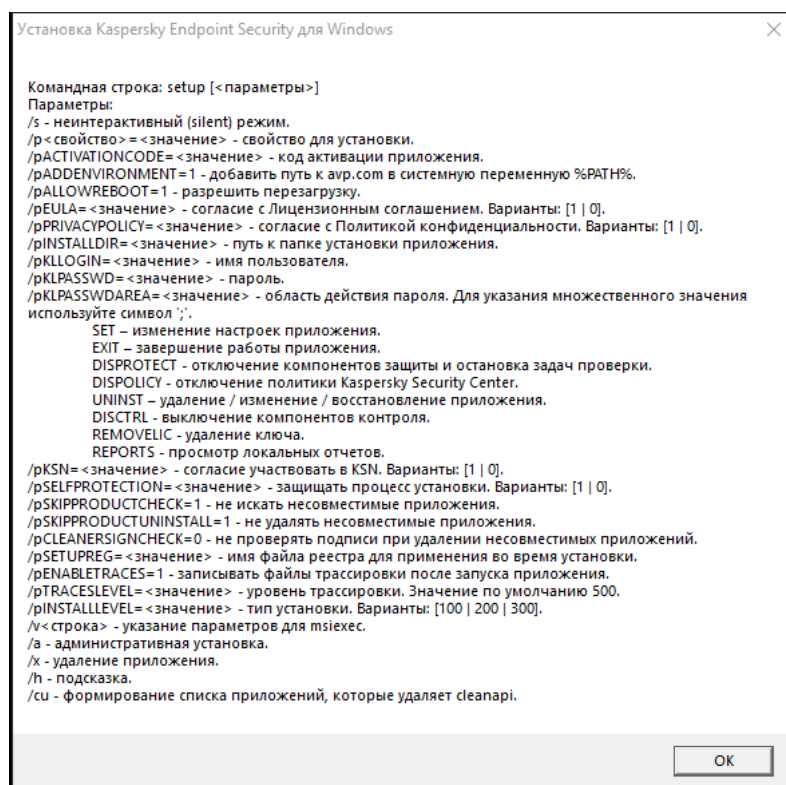 Установка Kaspersky Endpoint Security для Windows
Командная строка: setup [<параметры>]
Параметры:
/s - неинтерактивный (silent) режим.
/p<свойство>=<значение> - свойство для установки.
/pACTIVATIONCODE=<значение> - код активации приложения.
/pADDENVIRONMENT=1 - добавить путь к avp.com в системную переменную %PATH%.
/pALLOWREBOOT=1 - разрешить перезагрузку.
/pEULA=<значение> - согласие с Лицензионным соглашением. Варианты: [1 | 0].
/pPRIVACYPOLICY=<значение> - согласие с Политикой конфиденциальности. Варианты: [1 | 0].
/pINSTALLDIR=<значение> - путь к папке установки приложения.
/pKLLOGIN=<значение> - имя пользователя.
/pKLPASSWD=<значение> - пароль.
/pKLPASSWDAREA=<значение> - область действия пароля. Для указания множественного значения
используйте символ ';'.
SET – изменение настроек приложения.
EXIT – завершение работы приложения.
DISPROTECT - отключение компонентов защиты и остановка задач проверки.
DISPOLICY - отключение политики Kaspersky Security Center.
UNINST – удаление / изменение / восстановление приложения.
DISCTRL - выключение компонентов контроля.
REMOVELIC - удаление ключа.
REPORTS - просмотр локальных отчетов.
/pKSN=<значение> - согласие участвовать в KSN. Варианты: [1 | 0].
/pSELFPROTECTION=<значение> - защищать процесс установки. Варианты: [1 | 0].
/pSKIPPRODUCTCHECK=1 - не искать несовместимые приложения.
/pSKIPPRODUCTUNINSTALL=1 - не удалять несовместимые приложения.
/pCLEANERSIGNCHECK=0 - не проверять подписи при удалении несовместимых приложений.
/pSETUPREG=<значение> - имя файла реестра для применения во время установки.
/pENABLETRACES=1 - записывать файлы трассировки после запуска приложения.
/pTRACESLEVEL=<значение> - уровень трассировки. Значение по умолчанию 500.
/pINSTALLLEVEL=<значение> - тип установки. Варианты: [100 | 200 | 300].
/v<строка> - указание параметров для msiexec.
/a - административная установка.
/x - удаление приложения.
/h - подсказка.
/cu - формирование списка приложений, которые удаляет cleanapi.
OK